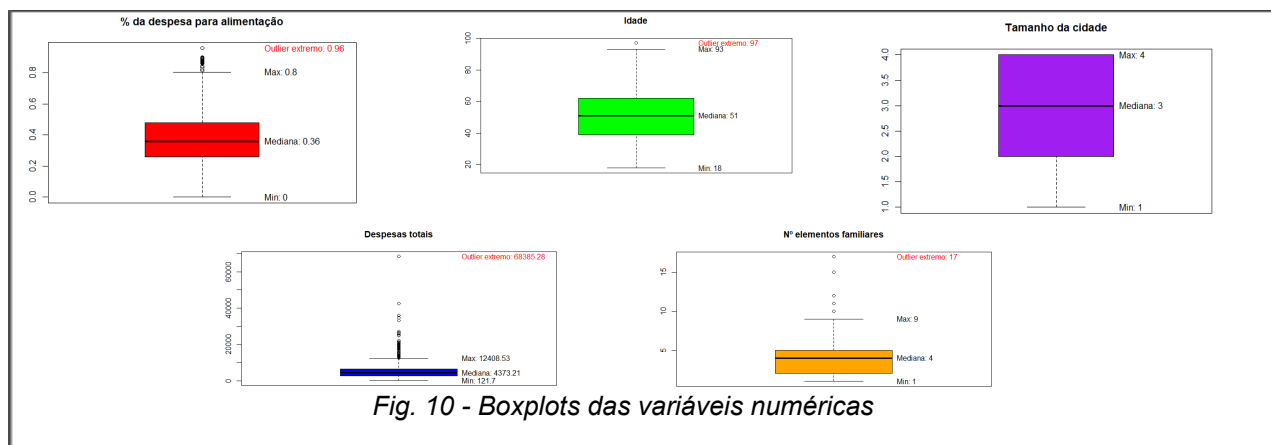 % da despesa para alimentação
Outlier extremo: 0.96
Max: 0.8
Mediana: 0.36
Min: 0
0.0
0.2
0.4
0.6
0.8
Idade
Outlier extremo: 97
Max: 93
Mediana: 51
Min: 18
20
40
60
80
100
Tamanho da cidade
Max: 4
Mediana: 3
Min: 1
1.0
1.5
2.0
2.5
3.0
3.5
4.0
Despesas totais
Outlier extremo: 68385.28
Max: 12408.53
Mediana: 4373.21
Min: 121.7
0
20000
40000
60000
Nº elementos familiares
Outlier extremo: 17
Max: 9
Mediana: 4
Min: 1
5
10
15
Fig. 10 - Boxplots das variáveis numéricas